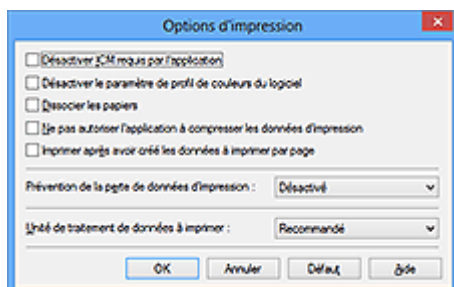 Options d'impression
Désactiver ICM requis par l'application
Désactiver le paramètre de profil de couleurs du logiciel
Dissocier les papiers
Ne pas autoriser l'application à compresser les données d'impression
Imprimer après avoir créé les données à imprimer par page
Prévention de la perte de données d'impression : Désactivé
Unité de traitement de données à imprimer : Recommandé
OK Annuler Défaut Aide